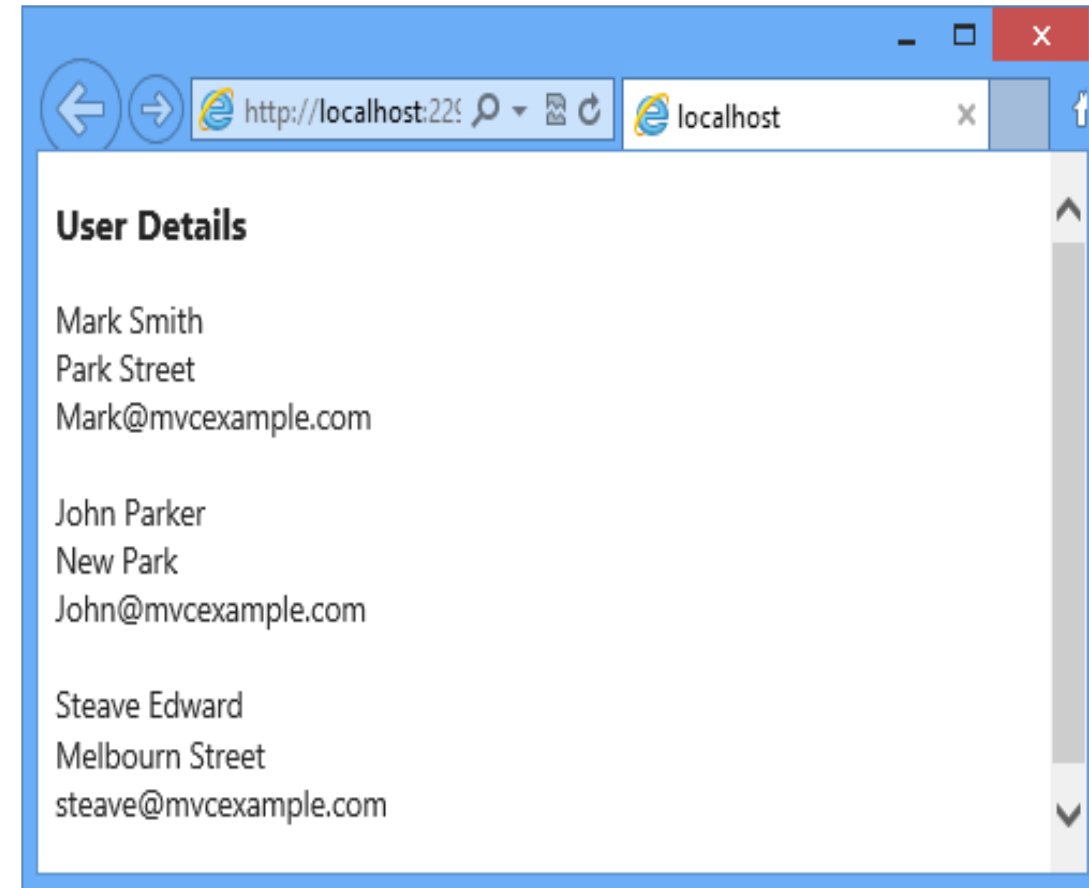 http://localhost:229
localhost
User Details
Mark Smith
Park Street
Mark@mvcexample.com
John Parker
New Park
John@mvcexample.com
Steave Edward
Melbourn Street
steave@mvcexample.com